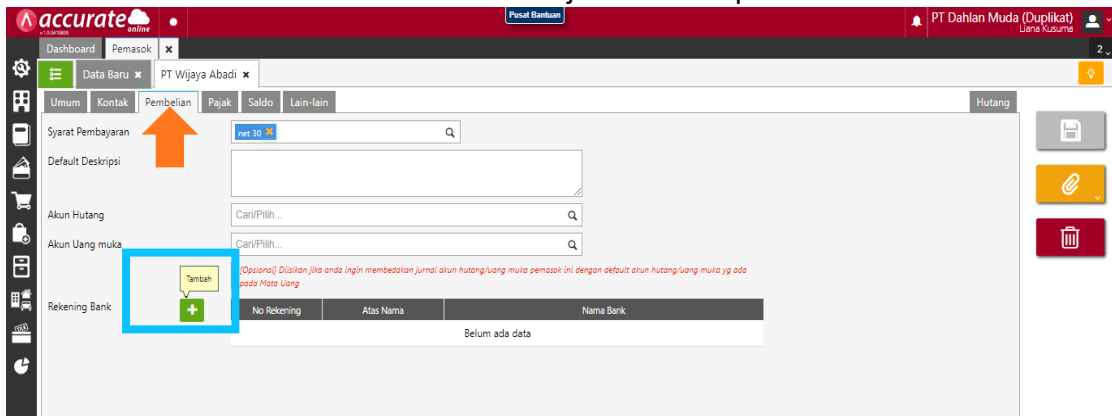 accurate
online
Pusat Bantuan
PT Dahlan Muda (Duplikat)
Liana Kusuma
Dashboard
Pemasok
2
Data Baru
PT Wijaya Abadi
Umum
Kontak
Pembelian
Pajak
Saldo
Lain-lain
Hutang
Syarat Pembayaran
net 30
Default Deskripsi
Akun Hutang
Cari/Pilih...
Akun Uang muka
Cari/Pilih...
[Opsional] Diisikan jika anda ingin membedakan jurnal akun hutang/uang muka pemasok ini dengan default akun hutang/uang muka yg ada
pada Mata Uang
Tambah
Rekening Bank
No Rekening
Atas Nama
Nama Bank
Belum ada data